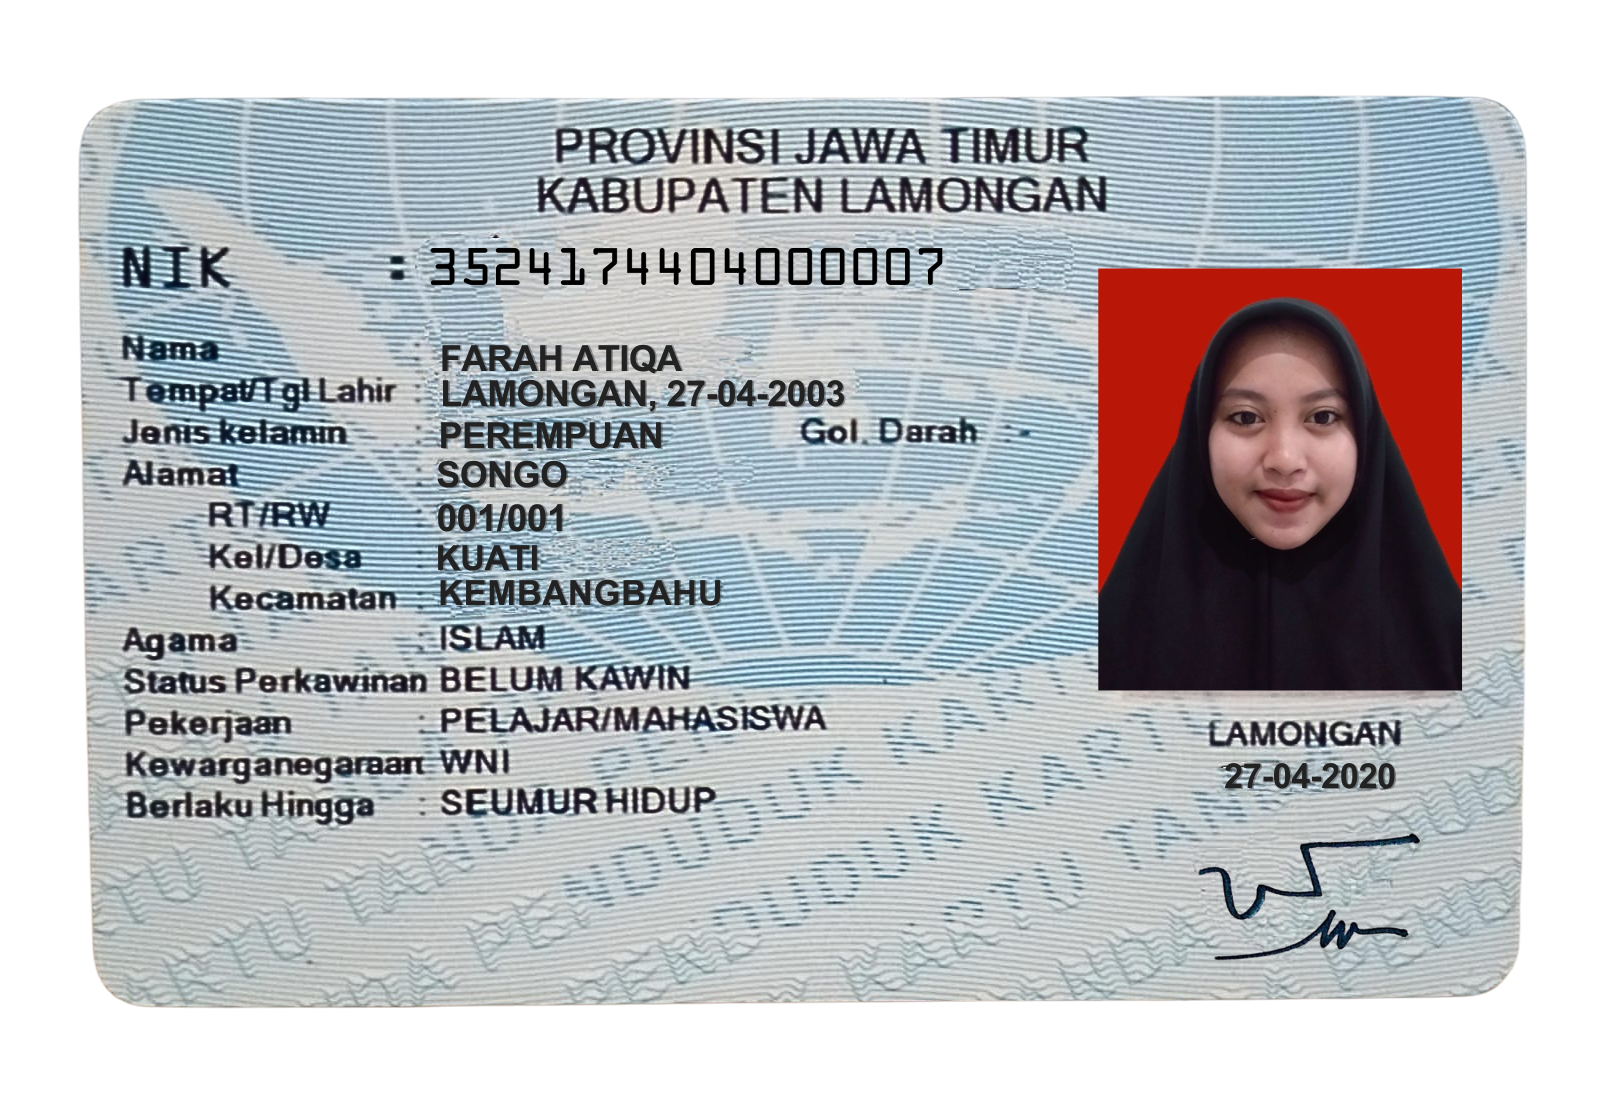 PROVINSI JAWA TIMUR
KABUPATEN LAMONGAN
NIK : 3524174404000007
Nama : FARAH ATIQA
Tempat/Tgl Lahir : LAMONGAN, 27-04-2003
Jenis kelamin : PEREMPUAN Gol. Darah : -
Alamat : SONGO
RT/RW : 001/001
Kel/Desa : KUATI
Kecamatan : KEMBANGBAHU
Agama : ISLAM
Status Perkawinan BELUM KAWIN
Pekerjaan : PELAJAR/MAHASISWA
Kewarganegaraan WNI
Berlaku Hingga : SEUMUR HIDUP
LAMONGAN
27-04-2020